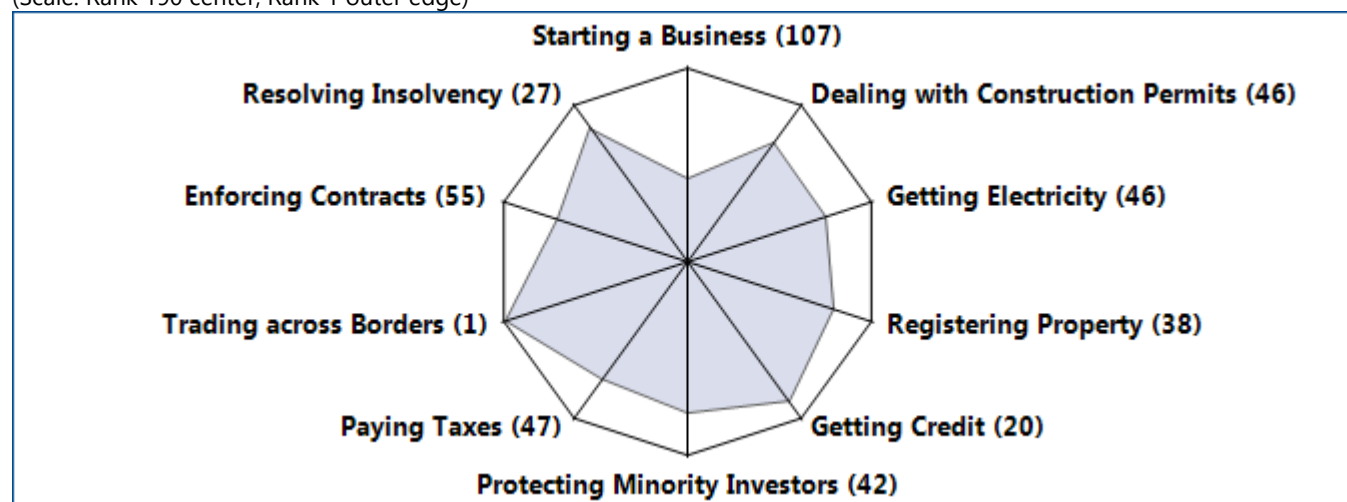 (Scale: Rank 190 center, Rank 1 outer edge)
Starting a Business (107)
Resolving Insolvency (27)
Dealing with Construction Permits (46)
Enforcing Contracts (55)
Getting Electricity (46)
Trading across Borders (1)
Registering Property (38)
Paying Taxes (47)
Getting Credit (20)
Protecting Minority Investors (42)